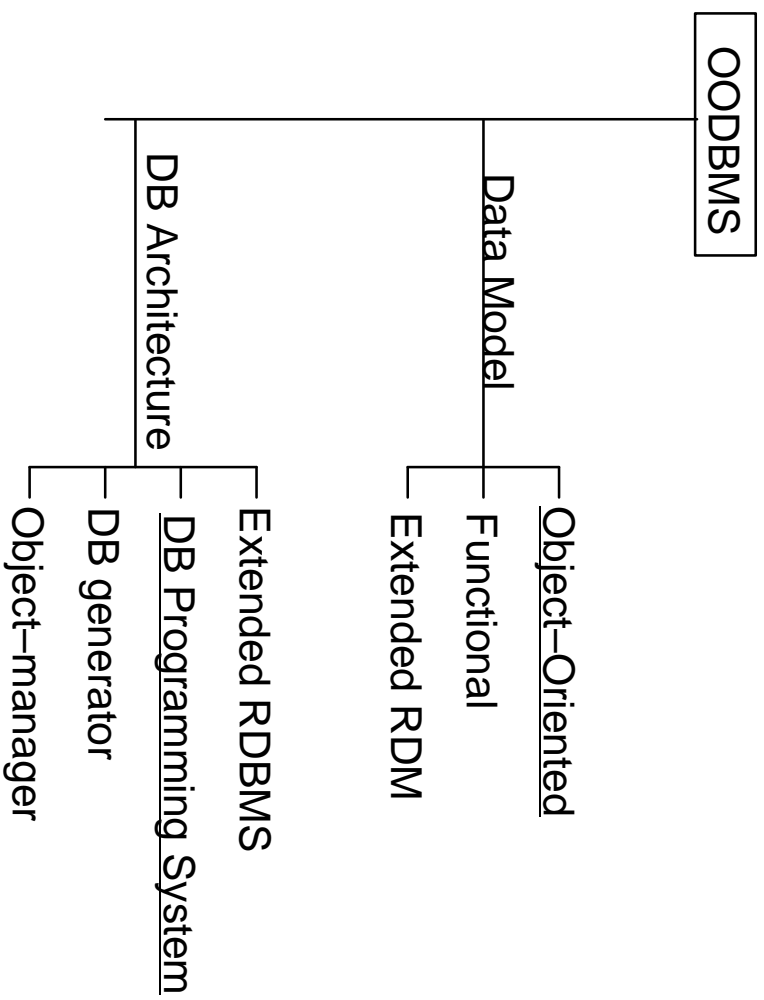 OODBMS
Data Model
Object–Oriented
Functional
Extended RDM
DB Architecture
Extended RDBMS
DB Programming System
DB generator
Object–manager